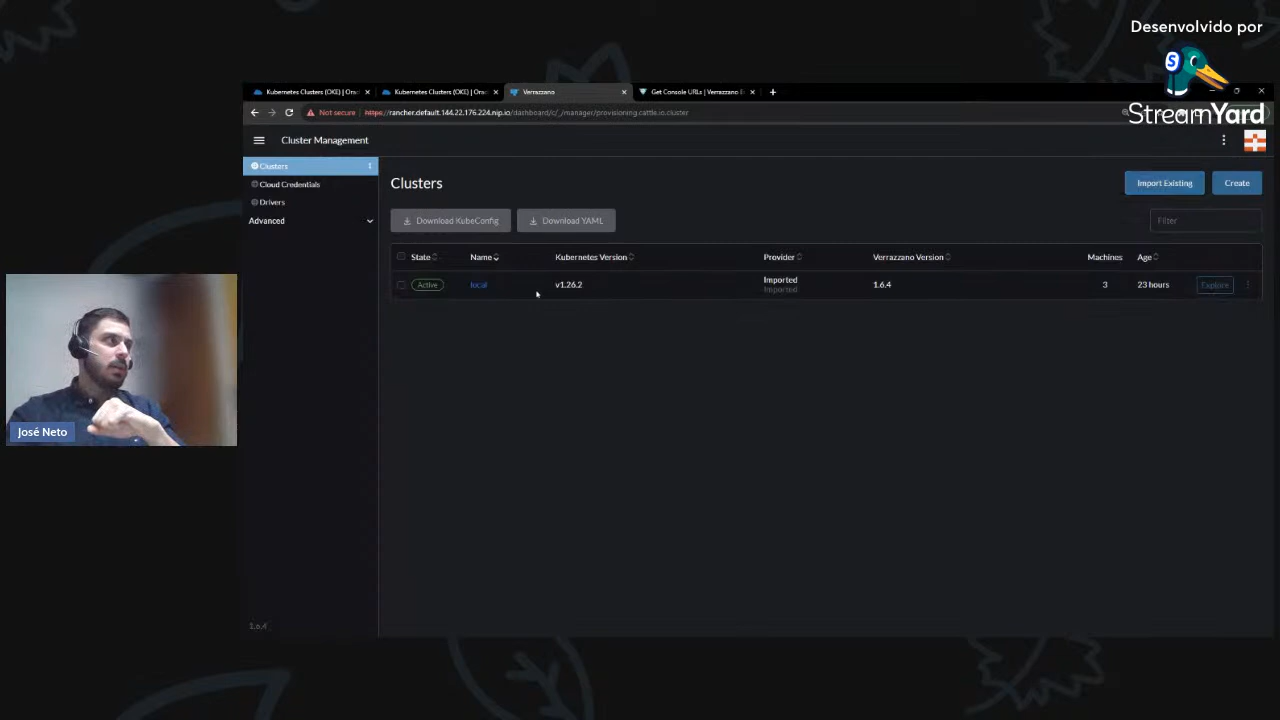 Desenvolvido por
S
StreamYard
Kubernetes Clusters (OKE) | Orac
Kubernetes Clusters (OKE) | Orac
Verrazzano
Get Console URLs | Verrazzano E
Not secure
https://rancher.default.144.22.176.224.nip.io/dashboard/c/_/manager/provisioning.cattle.io.cluster
Cluster Management
Clusters 1
Cloud Credentials
Drivers
Advanced
Clusters
Import Existing
Create
Download KubeConfig
Download YAML
Filter
State Name Kubernetes Version Provider Verrazzano Version Machines Age
Active local v1.26.2 Imported 1.6.4 3 23 hours Explore
Imported
José Neto